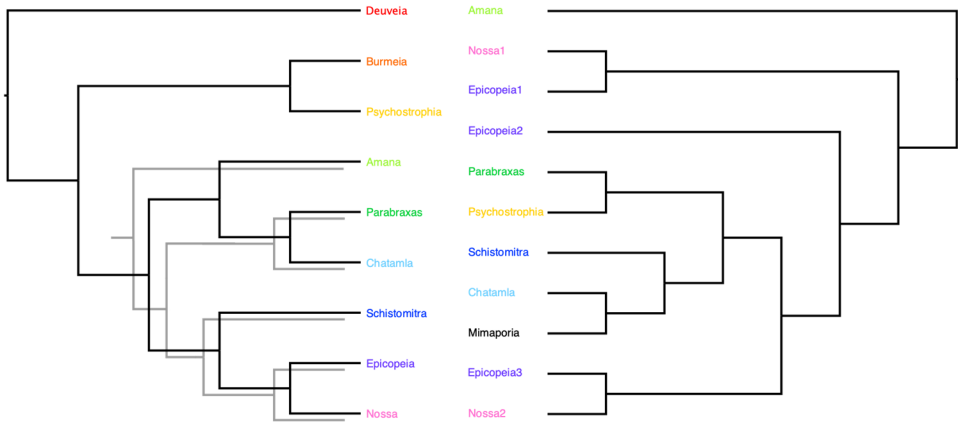 Deuveia
Burmeia
Psychostrophia
Amana
Parabraxas
Chatamla
Schistomitra
Epicopeia
Nossa
Amana
Nossa1
Epicopeia1
Epicopeia2
Parabraxas
Psychostrophia
Schistomitra
Chatamla
Mimaporia
Epicopeia3
Nossa2